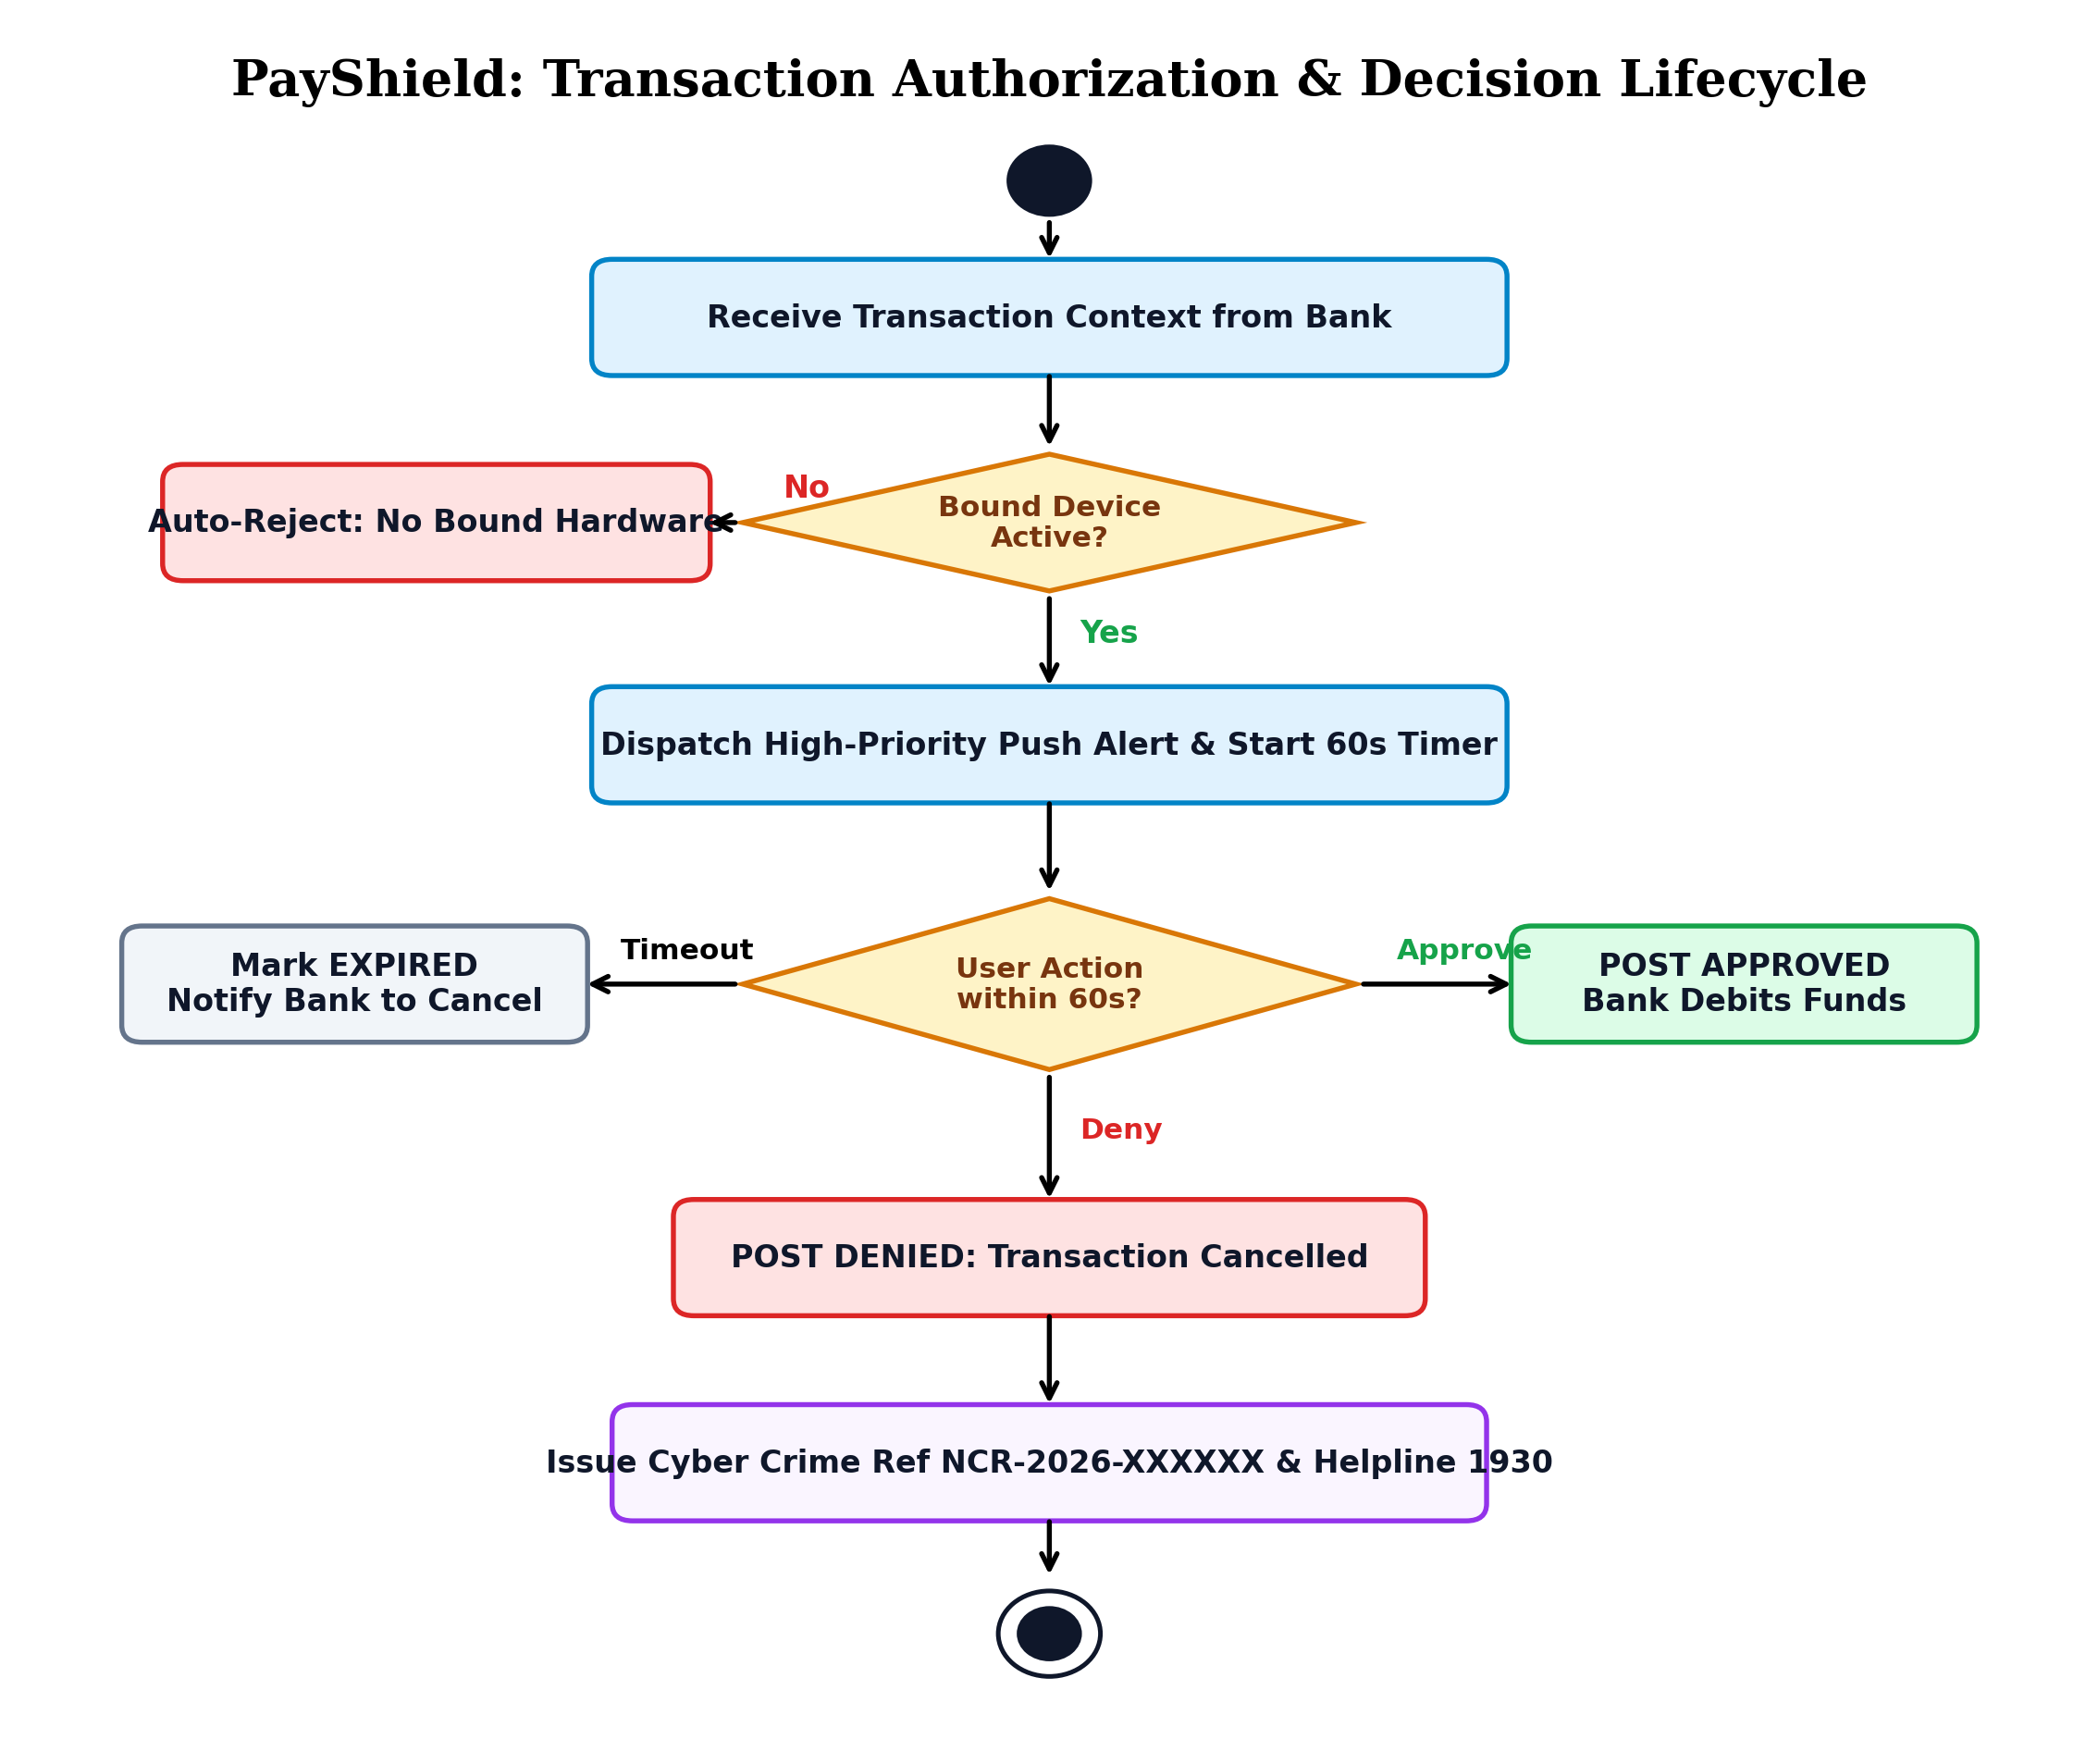 PayShield: Transaction Authorization & Decision Lifecycle
Receive Transaction Context from Bank
No
Bound Device
Active?
Auto-Reject: No Bound Hardware
Yes
Dispatch High-Priority Push Alert & Start 60s Timer
Timeout
Approve
Mark EXPIRED
Notify Bank to Cancel
User Action
within 60s?
POST APPROVED
Bank Debits Funds
Deny
POST DENIED: Transaction Cancelled
Issue Cyber Crime Ref NCR-2026-XXXXXX & Helpline 1930